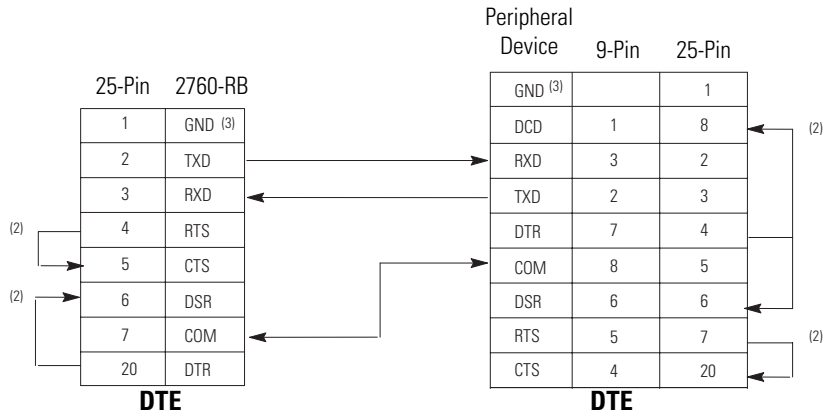 Peripheral
Device 9-Pin 25-Pin
25-Pin 2760-RB
GND (3) 1
1 GND (3)
DCD 1 8 (2)
2 TXD
RXD 3 2
3 RXD
TXD 2 3
(2) 4 RTS
DTR 7 4
5 CTS
COM 8 5
(2) 6 DSR
DSR 6 6
7 COM
RTS 5 7 (2)
20 DTR
CTS 4 20
DTE DTE